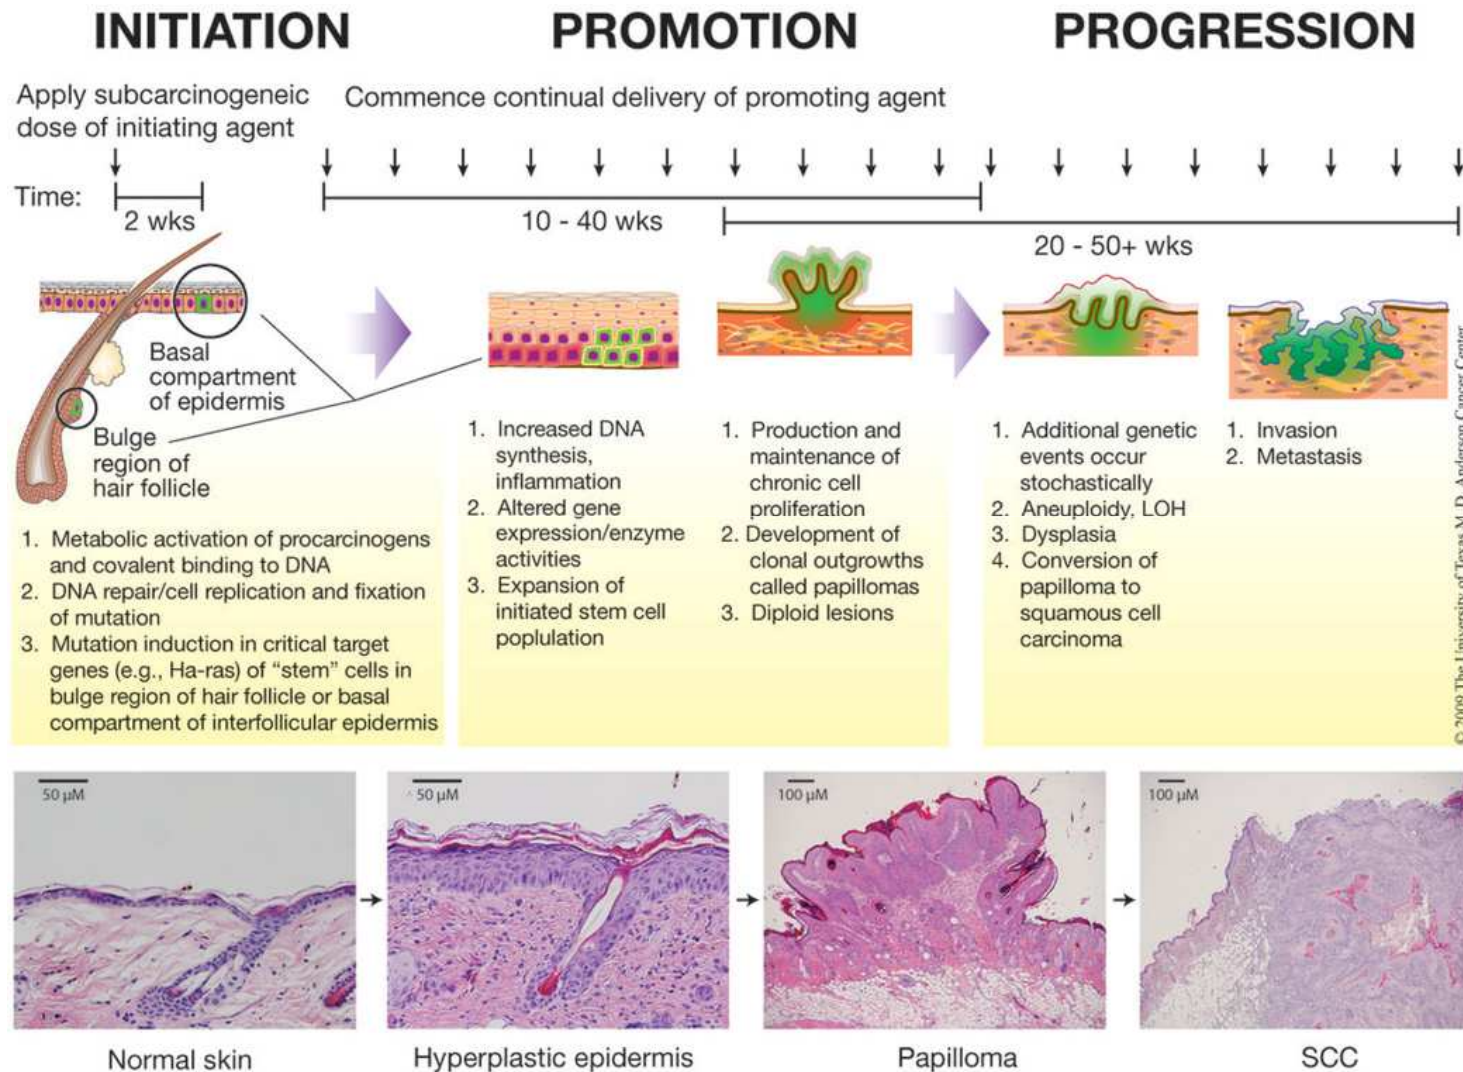 INITIATION
PROMOTION
PROGRESSION
Apply subcarcinogeneic
dose of initiating agent
Commence continual delivery of promoting agent
Time:
2 wks
10 - 40 wks
20 - 50+ wks
Basal
compartment
of epidermis
Bulge
region of
hair follicle
1. Metabolic activation of procarcinogens
and covalent binding to DNA
2. DNA repair/cell replication and fixation
of mutation
3. Mutation induction in critical target
genes (e.g., Ha-ras) of “stem” cells in
bulge region of hair follicle or basal
compartment of interfollicular epidermis
1. Increased DNA
synthesis,
inflammation
2. Altered gene
expression/enzyme
activities
3. Expansion of
initiated stem cell
poplulation
1. Production and
maintenance of
chronic cell
proliferation
2. Development of
clonal outgrowths
called papillomas
3. Diploid lesions
1. Additional genetic
events occur
stochastically
2. Aneuploidy, LOH
3. Dysplasia
4. Conversion of
papilloma to
squamous cell
carcinoma
1. Invasion
2. Metastasis
© 2009 The University of Texas M. D. Anderson Cancer Center
50 µM
50 µM
100 µM
100 µM
Normal skin
Hyperplastic epidermis
Papilloma
SCC